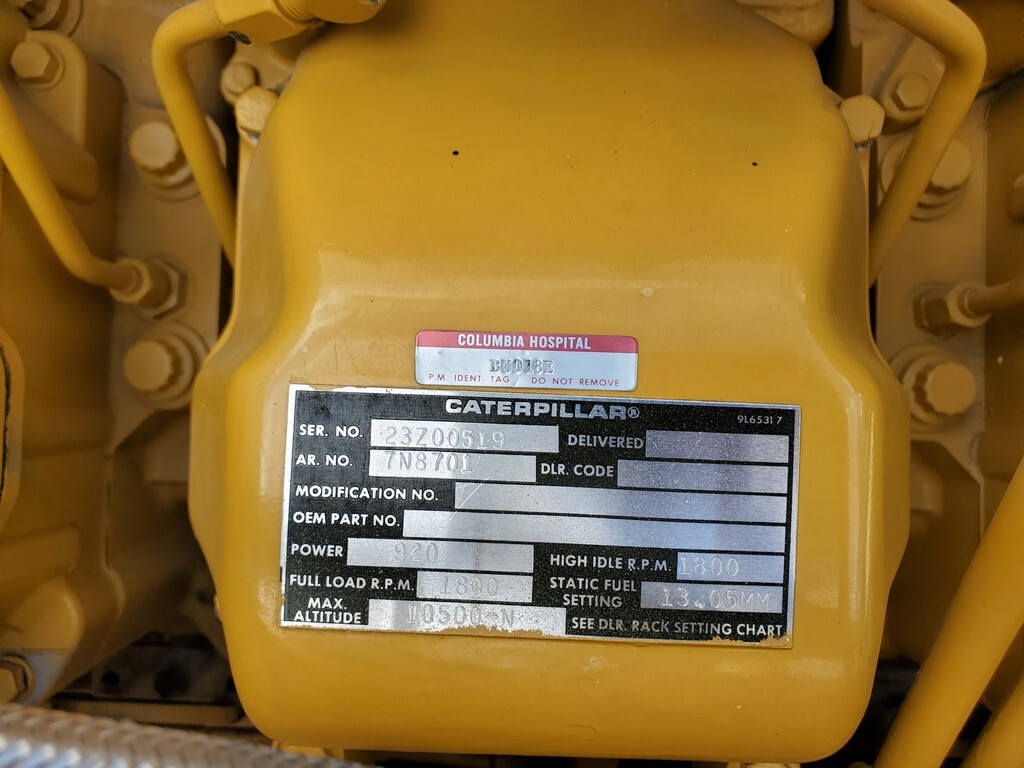 COLUMBIA HOSPITAL
BU018E
P.M. IDENT. TAG DO NOT REMOVE
CATERPILLAR® 9L6531 7
SER. NO. 23Z00519 DELIVERED
AR. NO. 7N8701 DLR. CODE
MODIFICATION NO.
OEM PART NO.
POWER 920 HIGH IDLE R.P.M. 1800
FULL LOAD R.P.M. 1800 STATIC FUEL SETTING 13.05MM
MAX. ALTITUDE 10500-N SEE DLR. RACK SETTING CHART